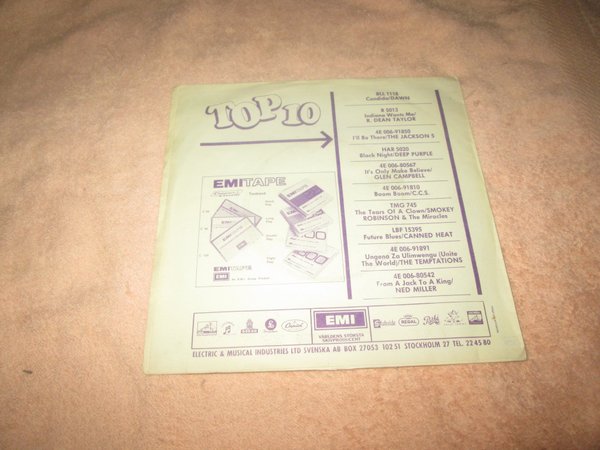 TOP 10
BLL 1118
Candida/DAWN
R 5013
Indiana Wants Me/
R. DEAN TAYLOR
4E 006-91850
I'll Be There/THE JACKSON 5
HAR 5020
Black Night/DEEP PURPLE
4E 006-80567
It's Only Make Believe/
GLEN CAMPBELL
4E 006-91810
Boom Boom/C.C.S.
TMG 745
The Tears Of A Clown/SMOKEY
ROBINSON & The Miracles
LBF 15395
Future Blues/CANNED HEAT
4E 006-91891
Ungena Za Ulimwengu (Unite
The World)/THE TEMPTATIONS
4E 006-80542
From A Jack To A King/
NED MILLER
EMITAPE
EMITAPE
EMI
Capitol
EMI
VÄRLDENS STÖRSTA
SKIVPRODUCENT
REGAL
ELECTRIC & MUSICAL INDUSTRIES LTD SVENSKA AB BOX 27053 102 51 STOCKHOLM 27 TEL. 22 45 80